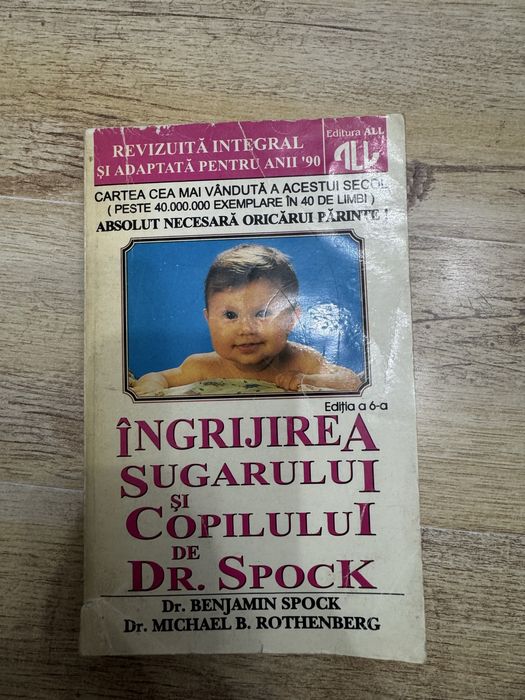 REVIZUITĂ INTEGRAL
ȘI ADAPTATĂ PENTRU ANII '90
Editura ALL
ALL
CARTEA CEA MAI VÂNDUTĂ A ACESTUI SECOL
( PESTE 40.000.000 EXEMPLARE ÎN 40 DE LIMBI )
ABSOLUT NECESARĂ ORICĂRUI PĂRINTE !
Ediția a 6-a
ÎNGRIJIREA
SUGARULUI
ȘI
COPILULUI
DE
DR. SPOCK
Dr. BENJAMIN SPOCK
Dr. MICHAEL B. ROTHENBERG